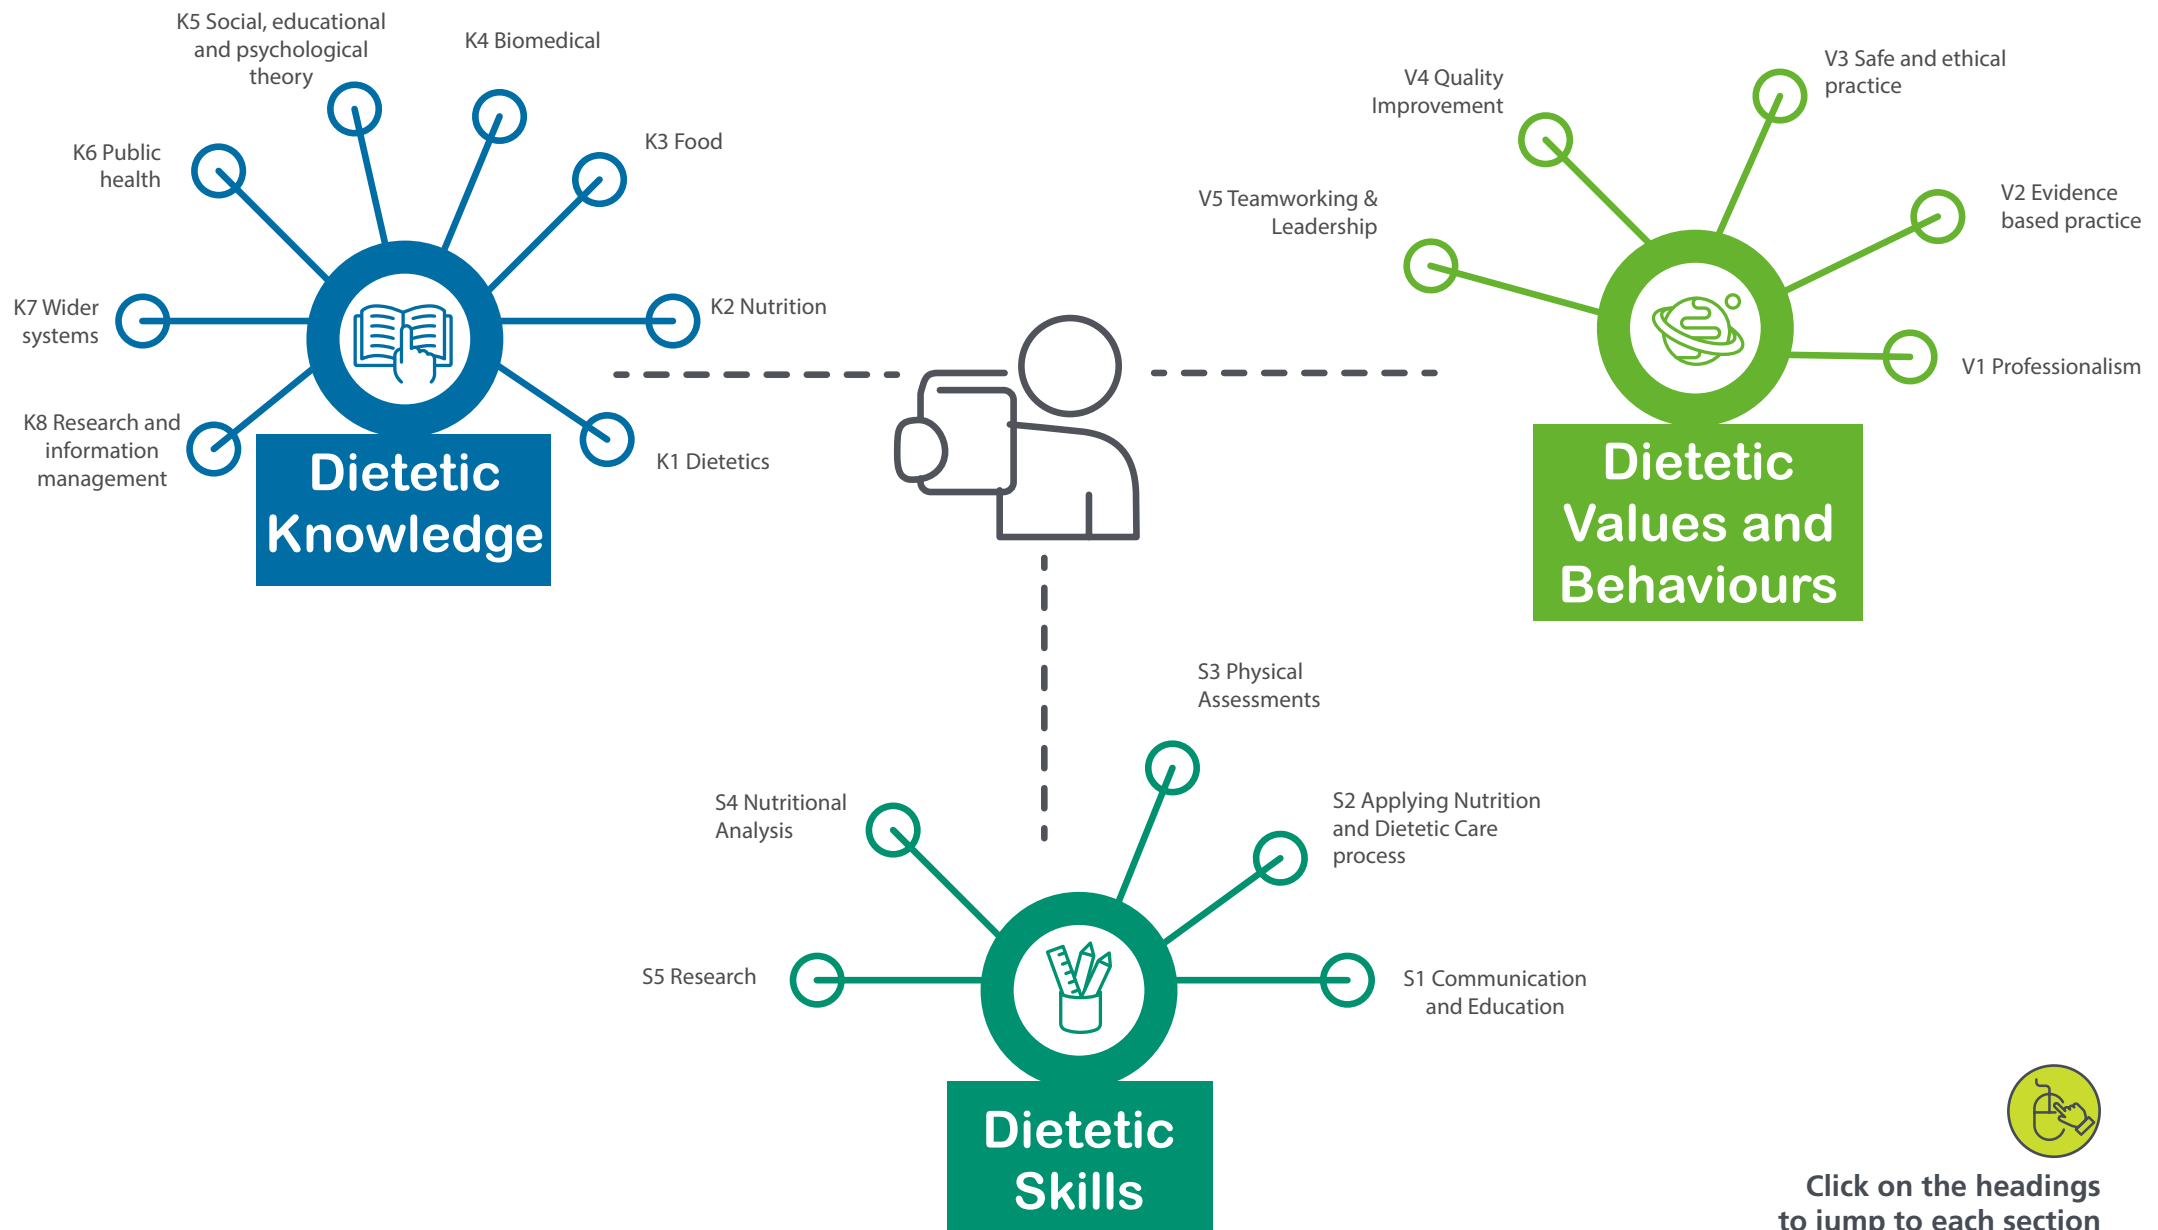 K5 Social, educational
and psychological
theory
K4 Biomedical
K3 Food
K6 Public
health
K2 Nutrition
K7 Wider
systems
K8 Research and
information
management
K1 Dietetics
Dietetic
Knowledge
V3 Safe and ethical
practice
V4 Quality
Improvement
V5 Teamworking &
Leadership
V2 Evidence
based practice
V1 Professionalism
Dietetic
Values and
Behaviours
S3 Physical
Assessments
S4 Nutritional
Analysis
S2 Applying Nutrition
and Dietetic Care
process
S5 Research
S1 Communication
and Education
Dietetic
Skills
Click on the headings
to jump to each section